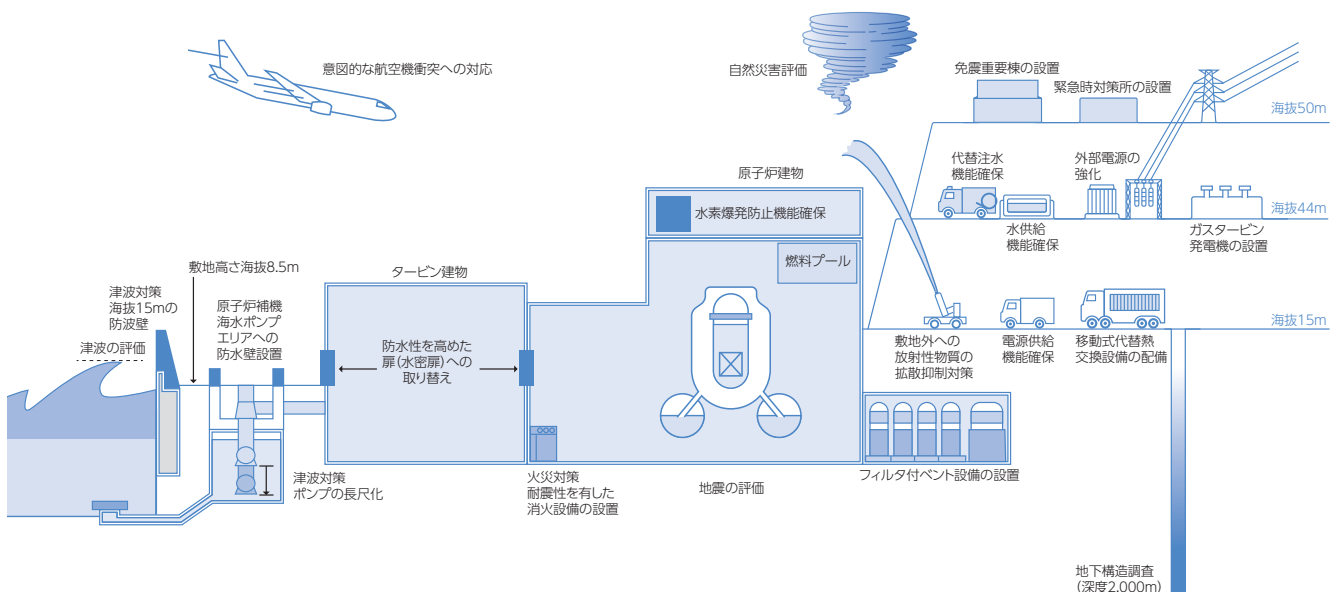 意図的な航空機衝突への対応
自然災害評価
免震重要棟の設置
緊急時対策所の設置
海抜50m
代替注水
機能確保
外部電源の
強化
水供給
機能確保
ガスタービン
発電機の設置
海抜44m
原子炉建物
水素爆発防止機能確保
燃料プール
敷地高さ海抜8.5m
タービン建物
津波対策
海抜15mの
防波壁
津波の評価
原子炉補機
海水ポンプ
エリアへの
防水壁設置
防水性を高めた
扉(水密扉)への
取り替え
敷地外への
放射性物質の
拡散抑制対策
電源供給
機能確保
移動式代替熱
交換設備の配備
海抜15m
津波対策
ポンプの長尺化
火災対策
耐震性を有した
消火設備の設置
地震の評価
フィルタ付ベント設備の設置
地下構造調査
(深度2,000m)